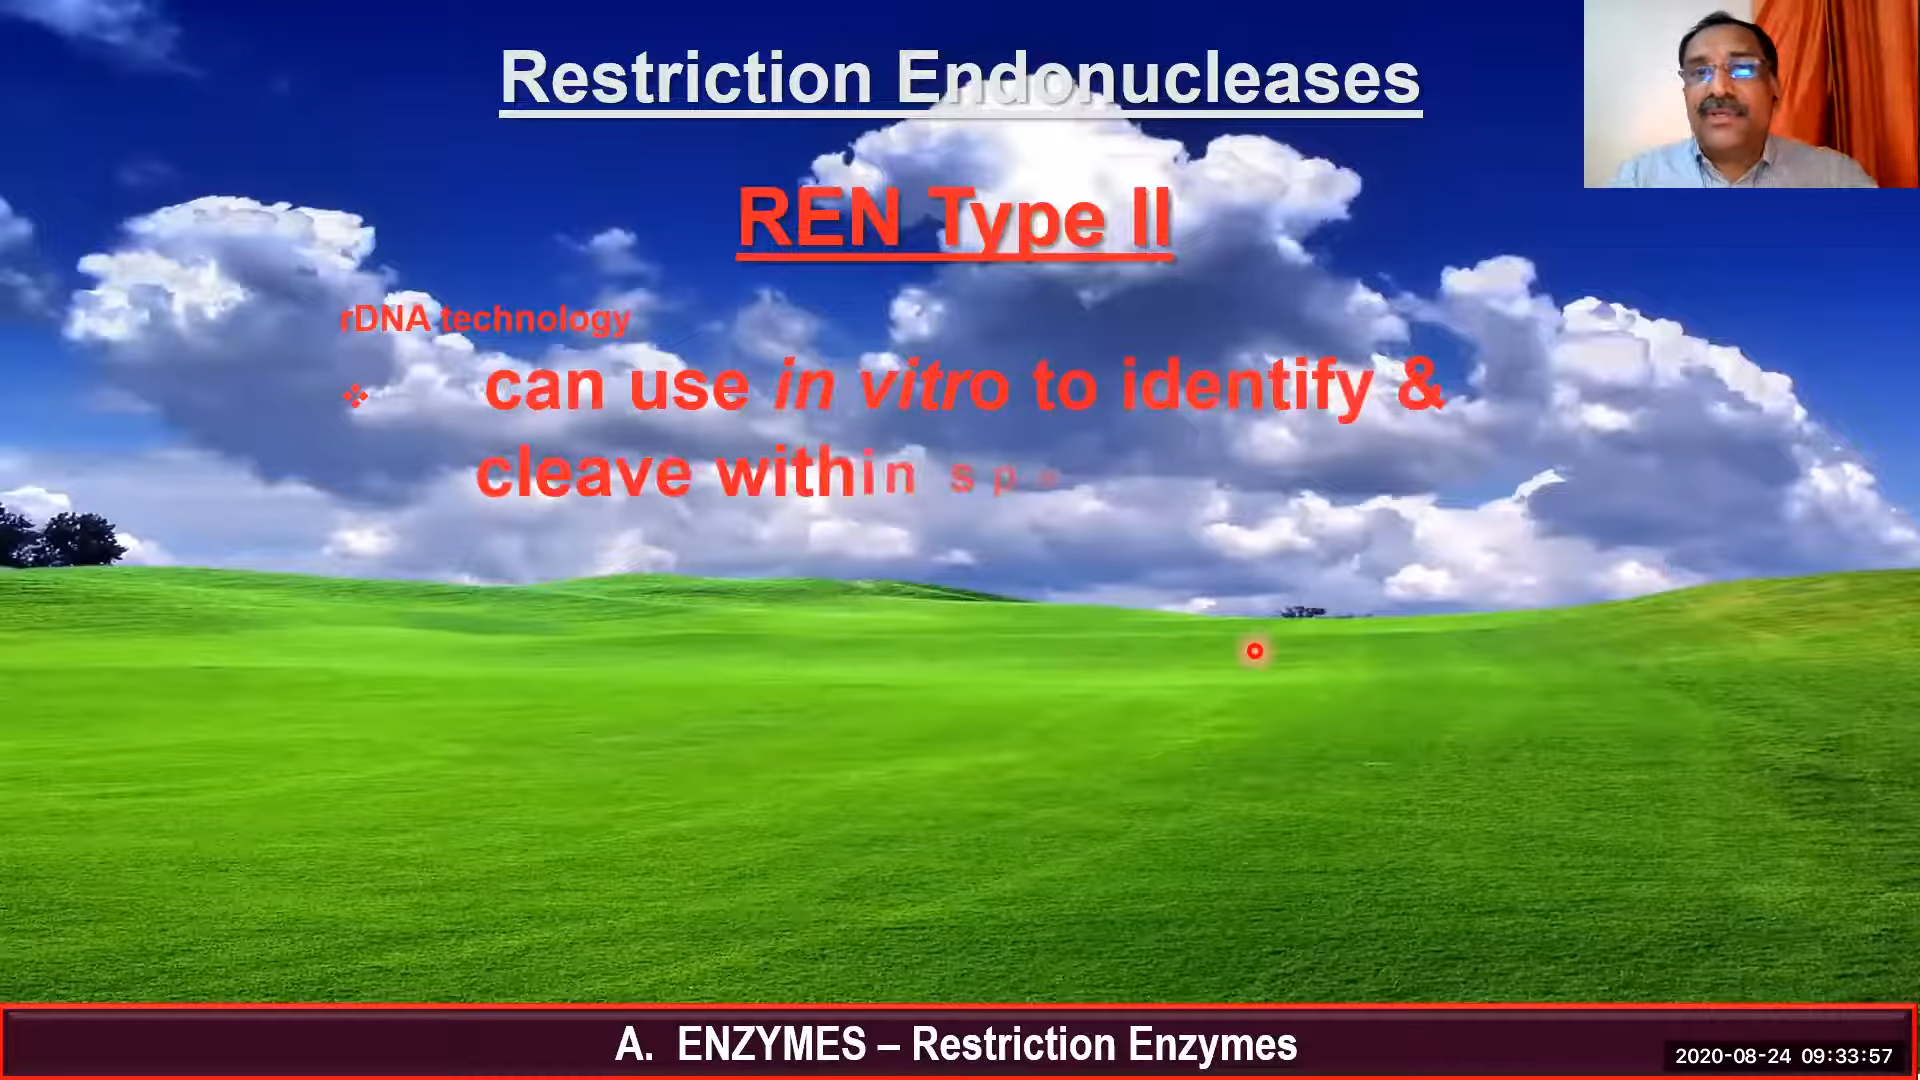 Restriction Endonucleases
REN Type II
rDNA technology
❖ can use in vitro to identify &
cleave within sp
A. ENZYMES – Restriction Enzymes
2020-08-24 09:33:57